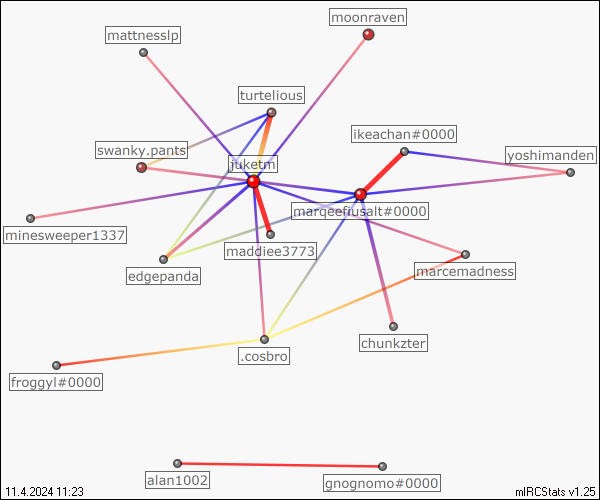 moonraven
mattnesslp
turtelious
ikeachan#0000
swanky.pants
yoshimanden
juketm
marqeeriusalt#0000
minesweeper1337
maddiee3773
edgepanda
marcemadness
chunkzter
.cosbro
froggyl#0000
alan1002
gnognomo#0000
11.4.2024 11:23
mIRCStats v1.25